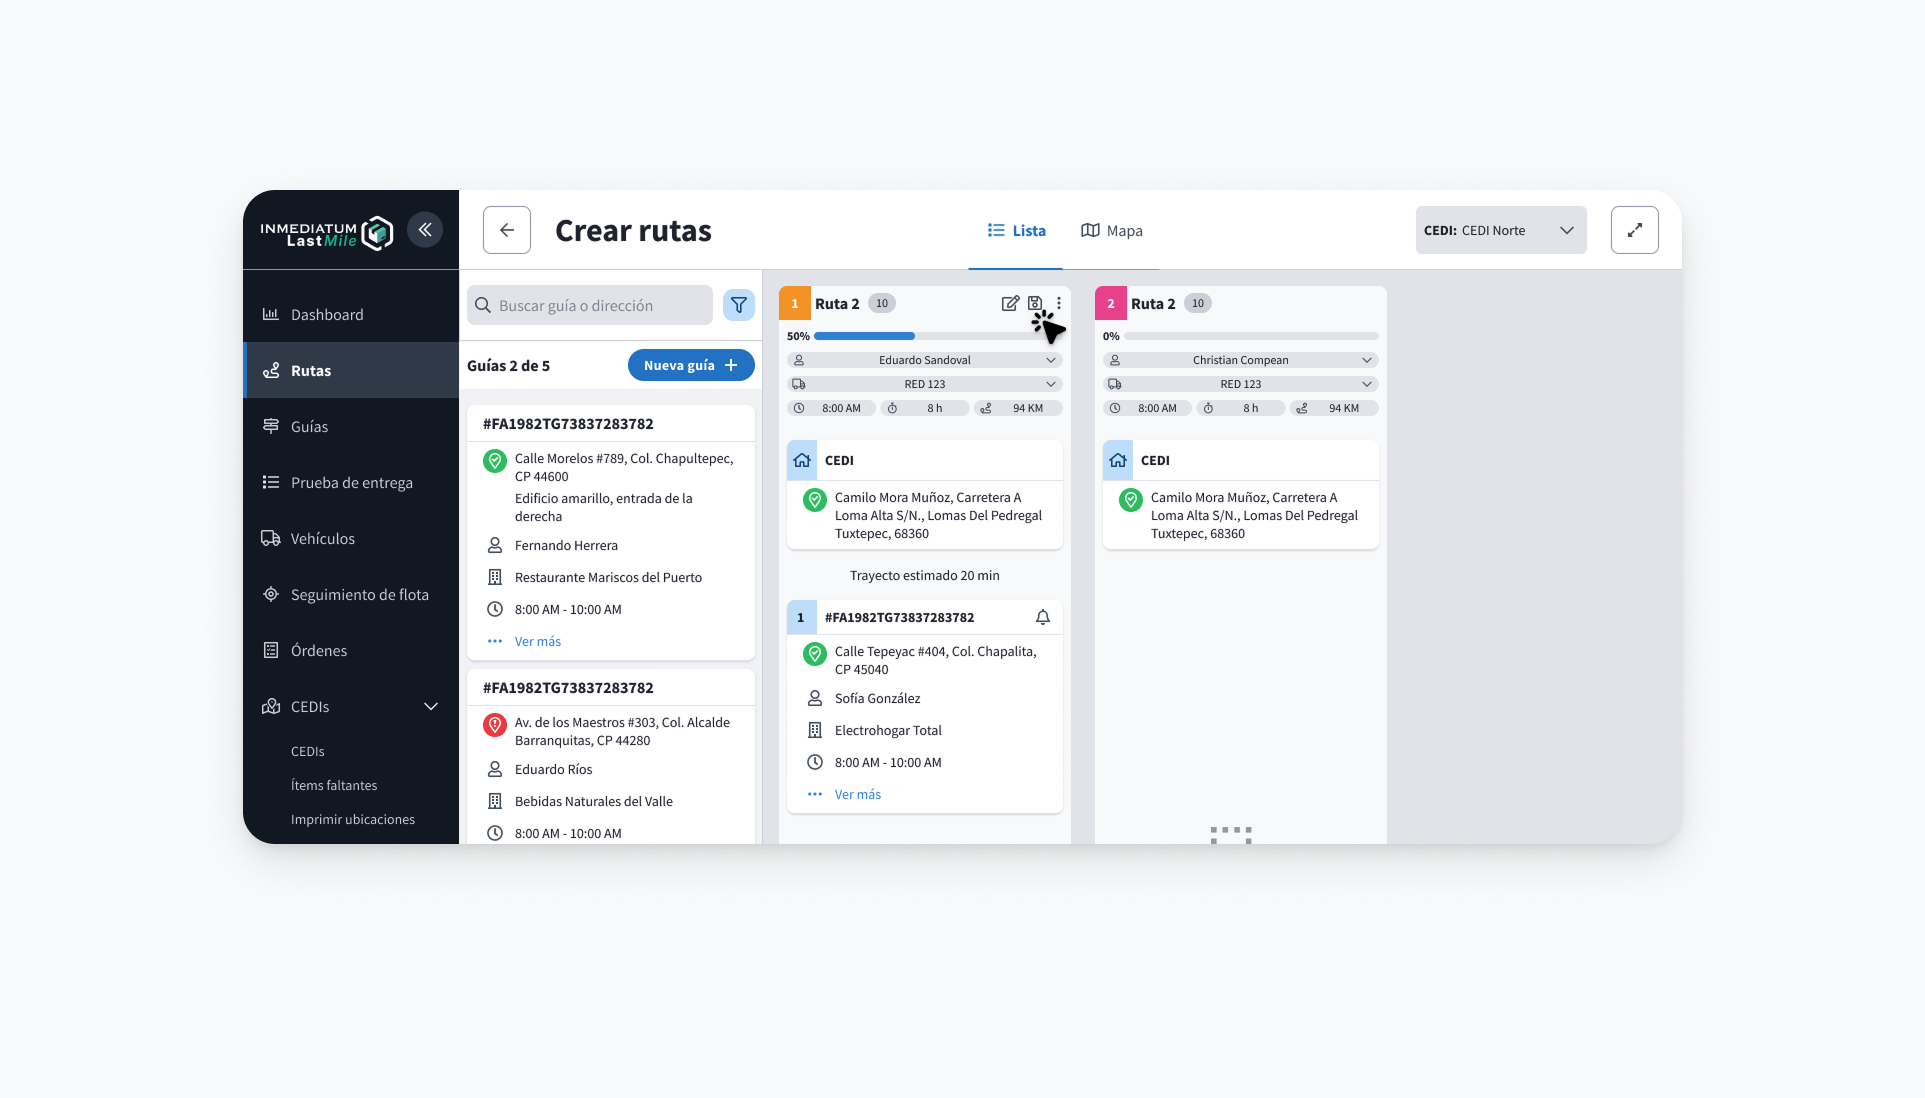 INMEDIATUM
LastMile
Dashboard
Rutas
Guías
Prueba de entrega
Vehículos
Seguimiento de flota
Órdenes
CEDIs
CEDIs
Ítems faltantes
Imprimir ubicaciones
Crear rutas
Lista
Mapa
CEDI: CEDI Norte
Buscar guía o dirección
Guías 2 de 5
Nueva guía
#FA1982TG73837283782
Calle Morelos #789, Col. Chapultepec,
CP 44600
Edificio amarillo, entrada de la
derecha
Fernando Herrera
Restaurante Mariscos del Puerto
8:00 AM - 10:00 AM
Ver más
#FA1982TG73837283782
Av. de los Maestros #303, Col. Alcalde
Barranquitas, CP 44280
Eduardo Ríos
Bebidas Naturales del Valle
8:00 AM - 10:00 AM
1 Ruta 2 10
50%
Eduardo Sandoval
RED 123
8:00 AM 8 h 94 KM
CEDI
Camilo Mora Muñoz, Carretera A
Loma Alta S/N., Lomas Del Pedregal
Tuxtepec, 68360
Trayecto estimado 20 min
1 #FA1982TG73837283782
Calle Tepeyac #404, Col. Chapalita,
CP 45040
Sofía González
Electrohogar Total
8:00 AM - 10:00 AM
Ver más
2 Ruta 2 10
0%
Christian Compean
RED 123
8:00 AM 8 h 94 KM
CEDI
Camilo Mora Muñoz, Carretera A
Loma Alta S/N., Lomas Del Pedregal
Tuxtepec, 68360